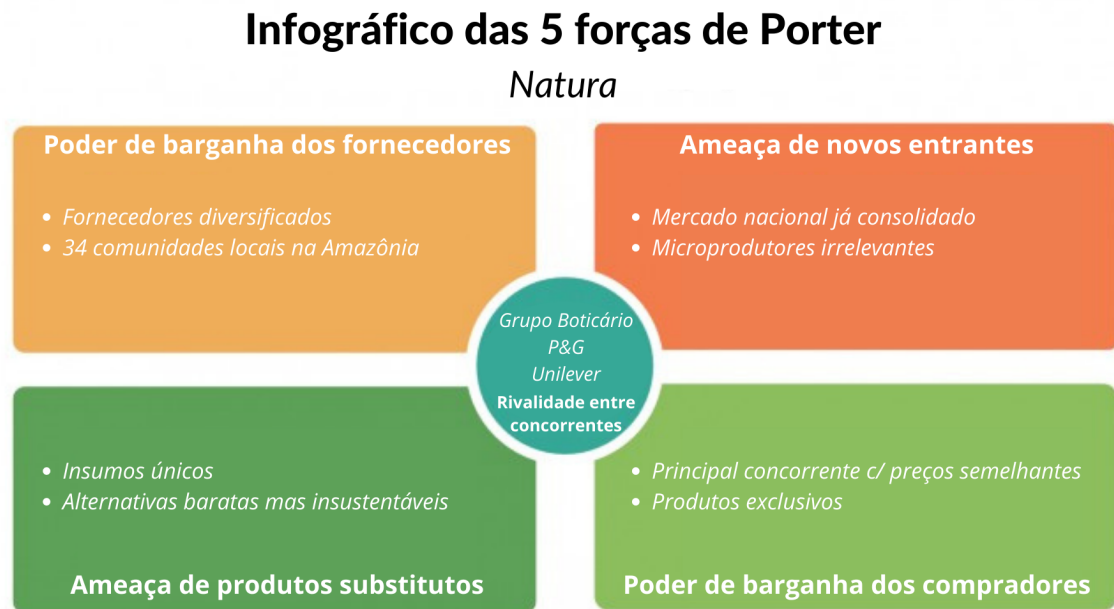 Infográfico das 5 forças de Porter
Natura
Poder de barganha dos fornecedores
• Fornecedores diversificados
• 34 comunidades locais na Amazônia
Ameaça de novos entrantes
• Mercado nacional já consolidado
• Microprodutores irrelevantes
Grupo Boticário
P&G
Unilever
Rivalidade entre
concorrentes
• Insumos únicos
• Alternativas baratas mas insustentáveis
Ameaça de produtos substitutos
• Principal concorrente c/ preços semelhantes
• Produtos exclusivos
Poder de barganha dos compradores